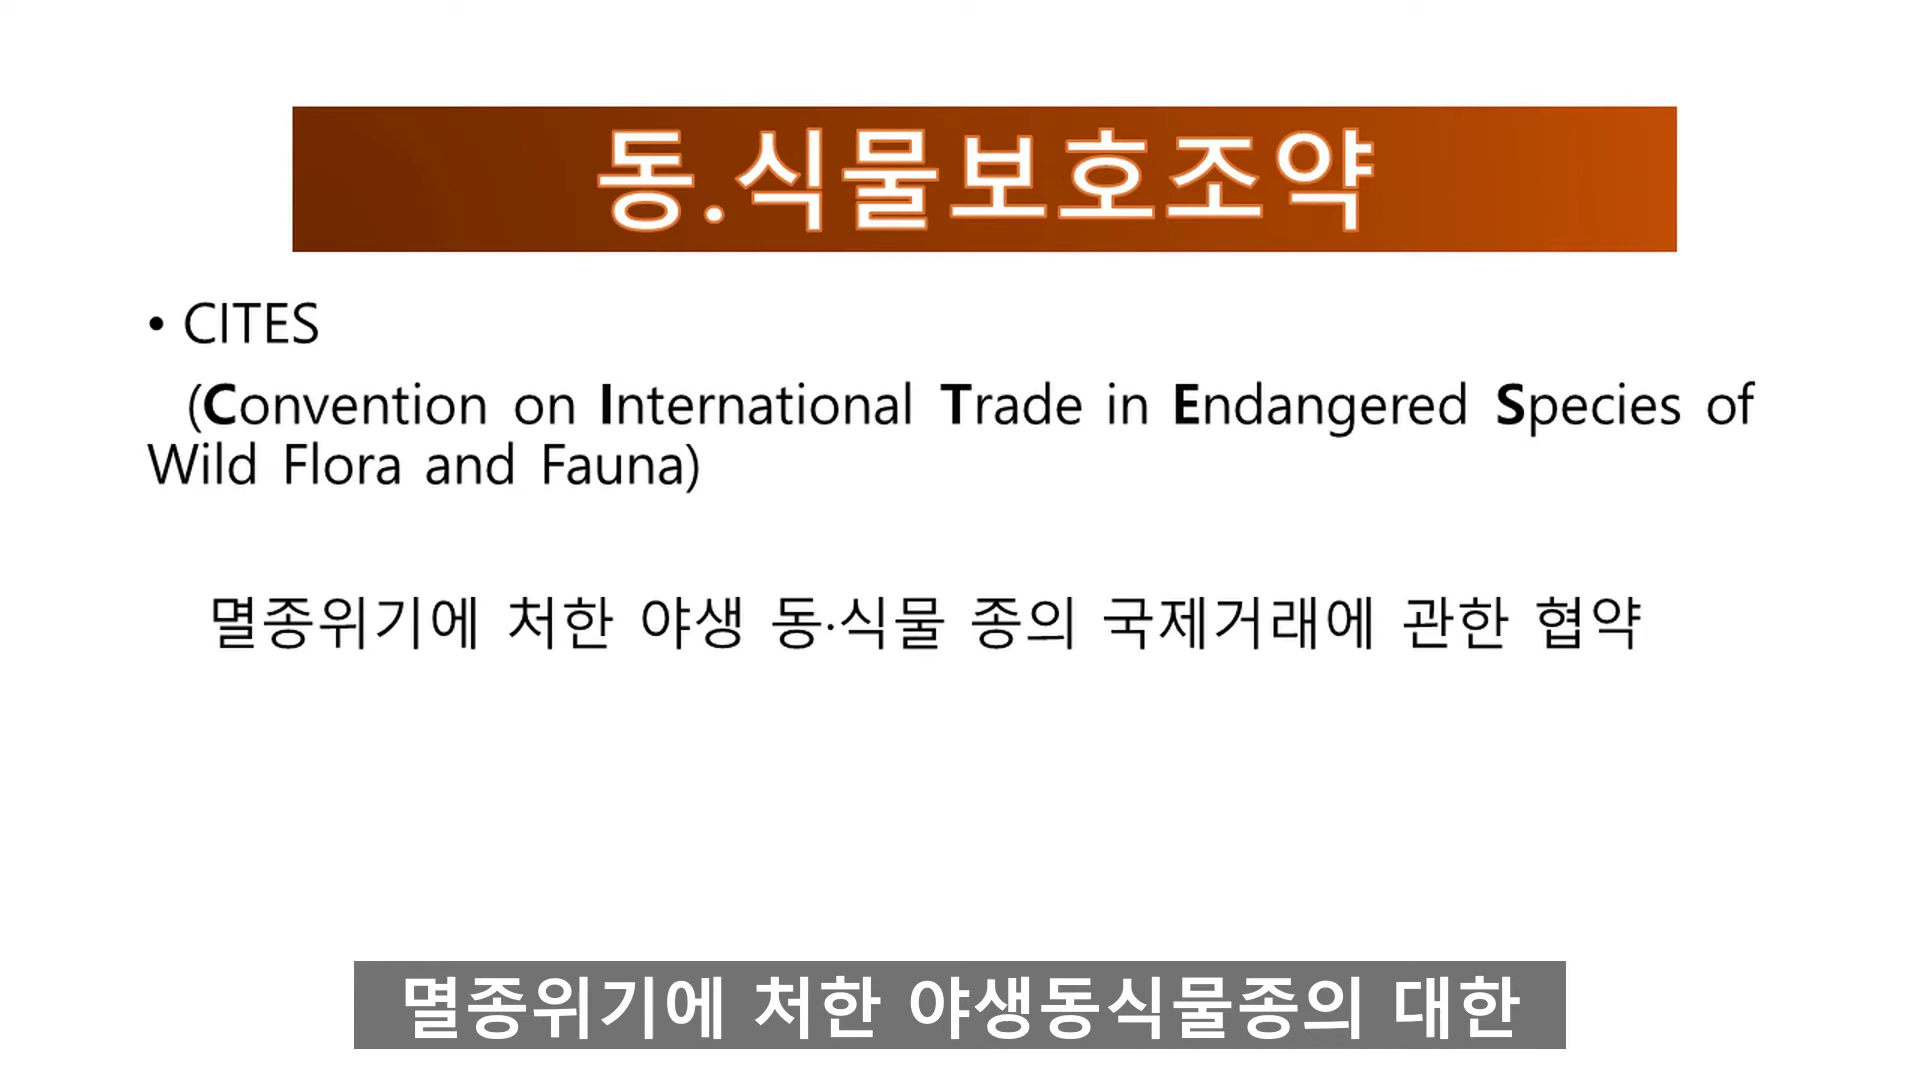 동.식물보호조약
• CITES
(Convention on International Trade in Endangered Species of
Wild Flora and Fauna)
멸종위기에 처한 야생 동·식물 종의 국제거래에 관한 협약
멸종위기에 처한 야생동식물종의 대한